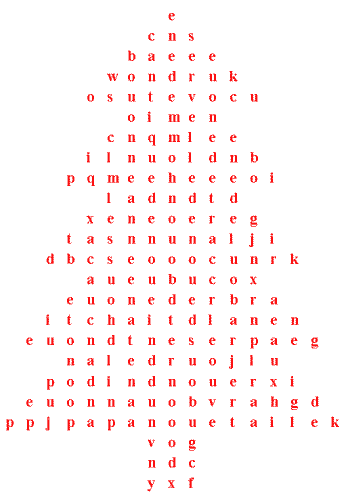 e
c n s
b a e e e
w o n d r u k
o s u t e v o c u
o i m e n
c n q m l e e
i l n u o l d n b
p q m e e h e e e o i
l a d n d t d
x e n e o e r e g
t a s n n u n a l j i
d b c s e o o o c u n r k
a u e u b u c o x
e u o n e d e r b r a
i t c h a i t d l a n e n
e u o n d t n e s e r p a e g
n a l e d r u o j l u
p o d i n d n o u e r x i
e u o n n a u o b v r a h g d
p p j p a p a n o u e t a i l e k
v o g
n d c
y x f